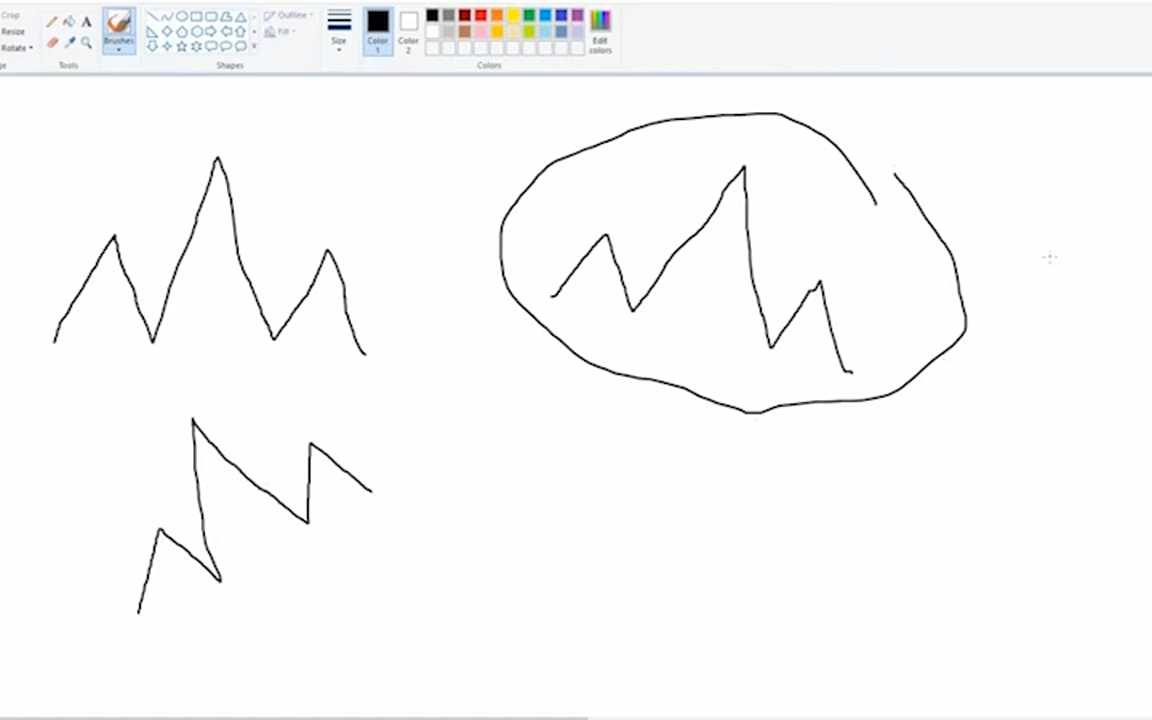 Crop
Resize
Rotate
Tools
Brushes
Shapes
Outline
Fill
Size
Color 1
Color 2
Colors
Edit colors